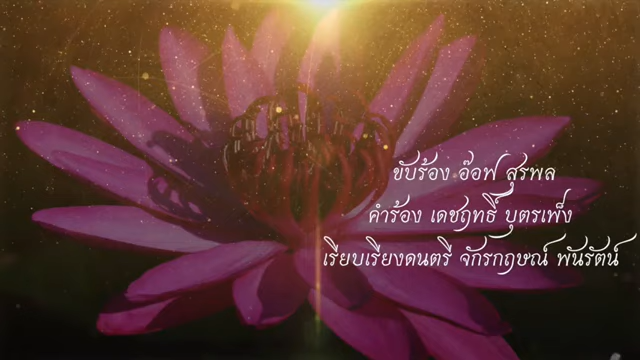 ขับร้อง อ๊อฟ สุรพล
คำร้อง เดชฤทธิ์ บุตรเพ็ง
เรียบเรียงดนตรี จักรกฤษณ์ พันรัตน์